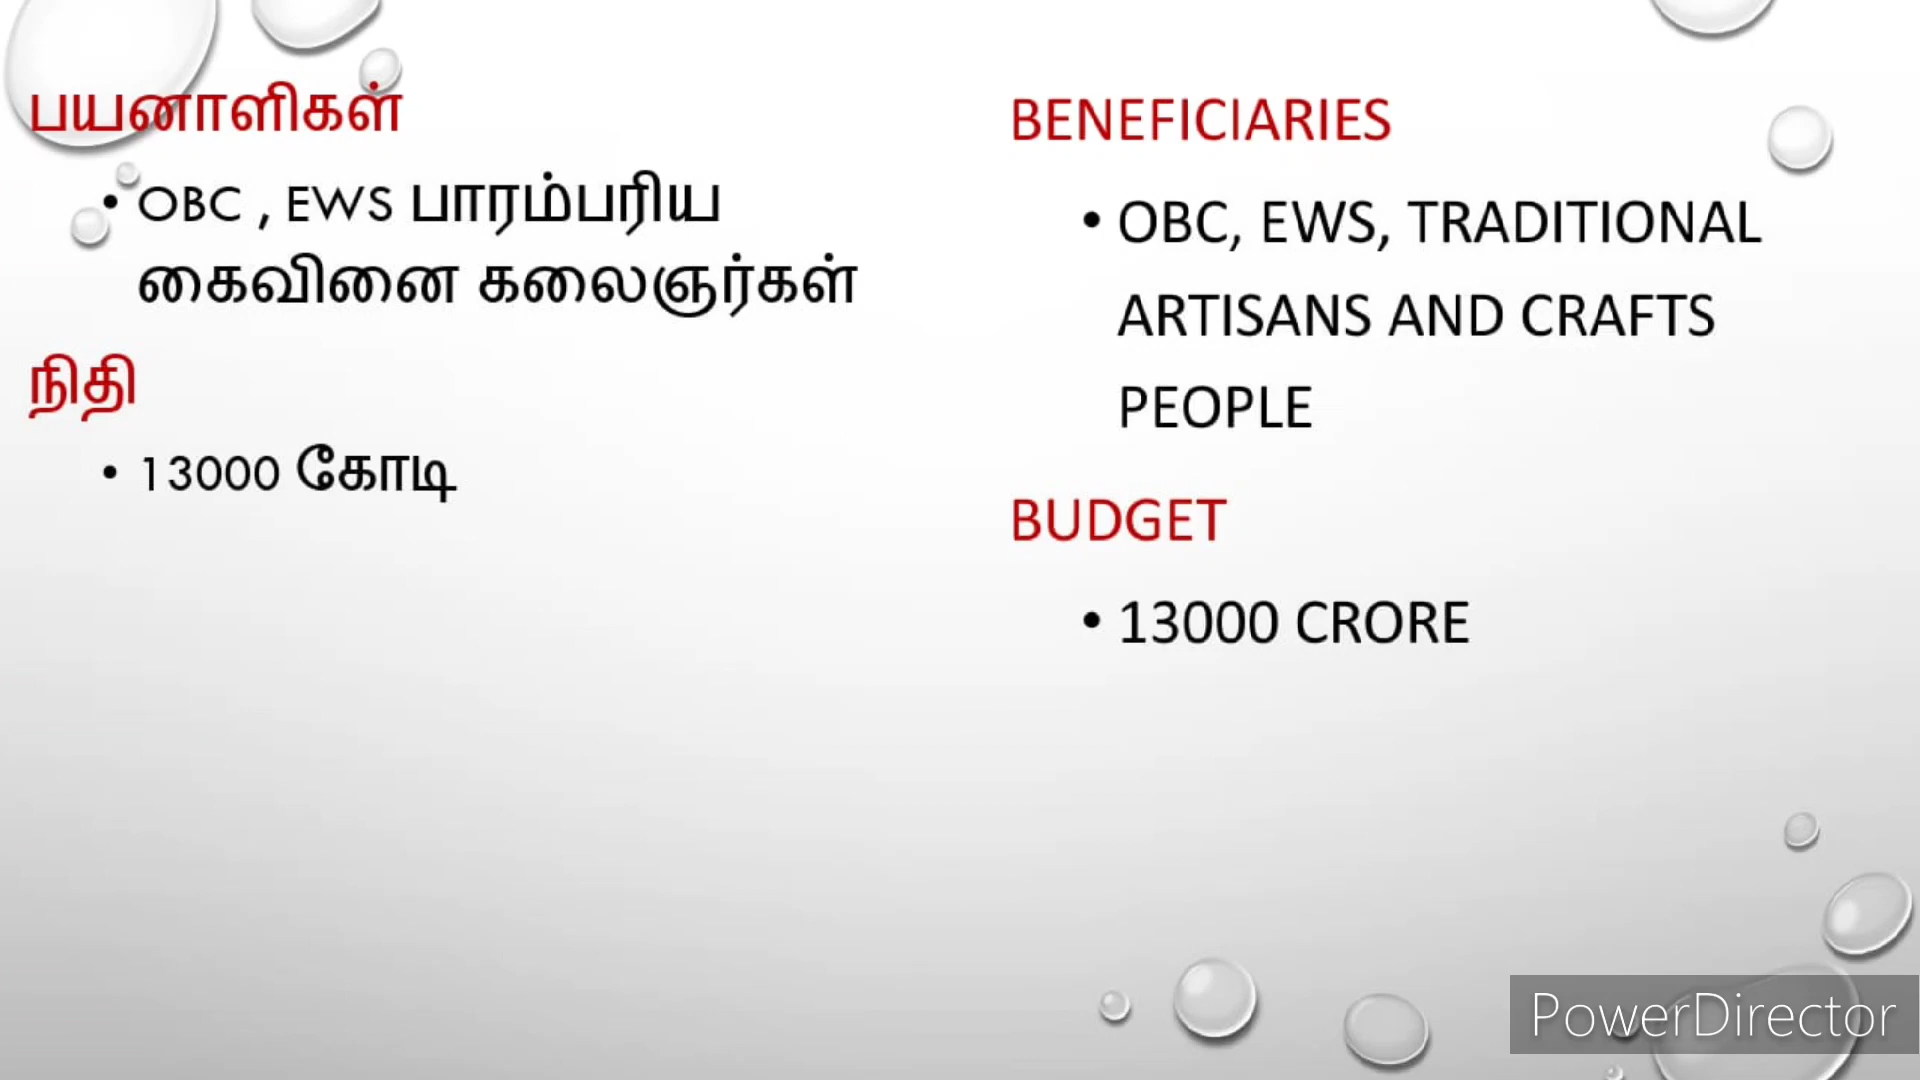 பயனாளிகள்
• OBC , EWS பாரம்பரிய
கைவினை கலைஞர்கள்
நிதி
• 13000 கோடி
BENEFICIARIES
• OBC, EWS, TRADITIONAL
ARTISANS AND CRAFTS
PEOPLE
BUDGET
• 13000 CRORE
PowerDirector